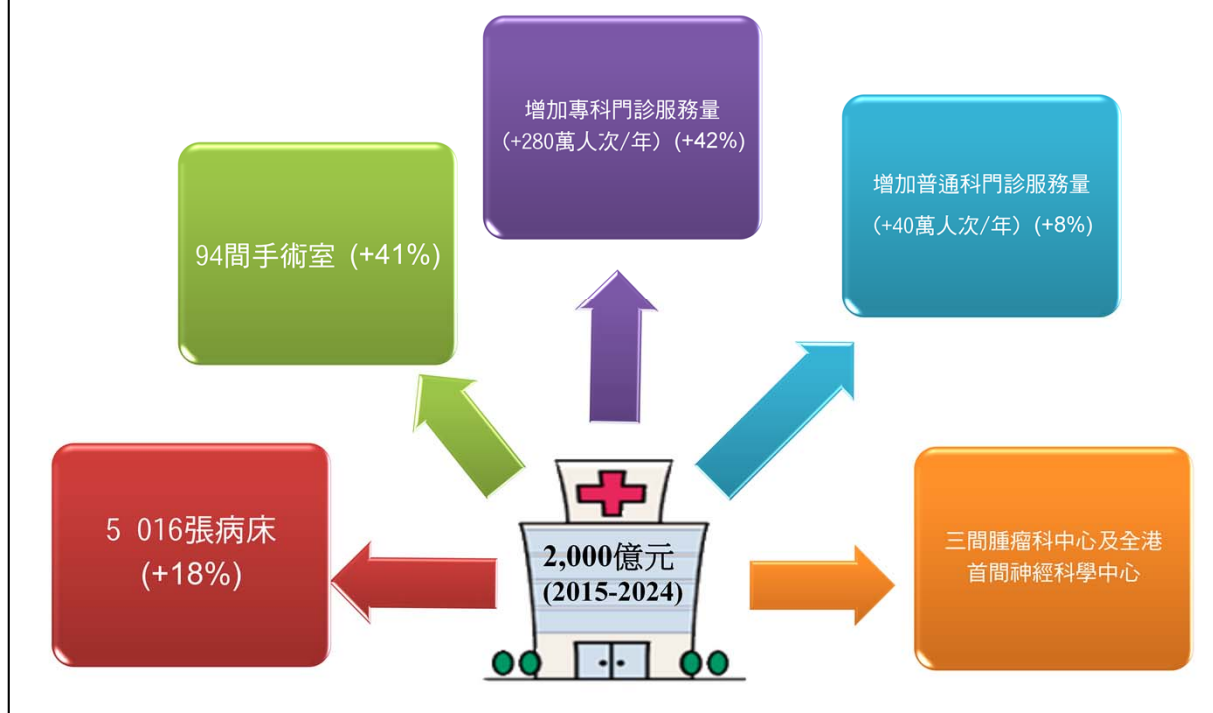 增加專科門診服務量
(+280萬人次/年) (+42%)
增加普通科門診服務量
(+40萬人次/年) (+8%)
94間手術室 (+41%)
5 016張病床
(+18%)
2,000億元
(2015-2024)
三間腫瘤科中心及全港
首間神經科學中心